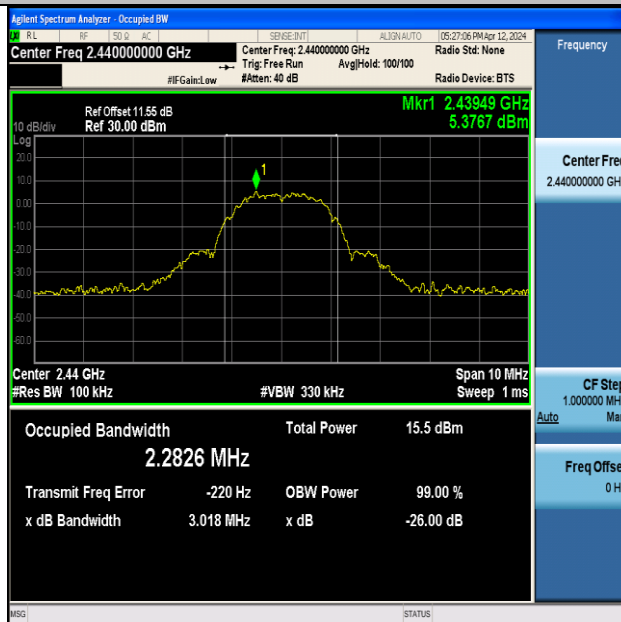 Agilent Spectrum Analyzer - Occupied BW
LXI RL RF 50 Ω AC SENSE:INT ALIGN AUTO 05:27:06 PM Apr 12, 2024
Center Freq 2.440000000 GHz
Center Freq: 2.440000000 GHz Radio Std: None
Trig: Free Run Avg|Hold: 100/100
#IFGain:Low #Atten: 40 dB Radio Device: BTS
Mkr1 2.43949 GHz
5.3767 dBm
Ref Offset 11.55 dB
10 dB/div Ref 30.00 dBm
Log
20.0
10.0
0.00
-10.0
-20.0
-30.0
-40.0
-50.0
-60.0
1
Center 2.44 GHz Span 10 MHz
#Res BW 100 kHz #VBW 330 kHz Sweep 1 ms
Occupied Bandwidth Total Power 15.5 dBm
2.2826 MHz
Transmit Freq Error -220 Hz OBW Power 99.00 %
x dB Bandwidth 3.018 MHz x dB -26.00 dB
Frequency
Center Fre
2.440000000 GH
CF Step
1.000000 MH
Auto Ma
Freq Offse
0 H
MSG STATUS